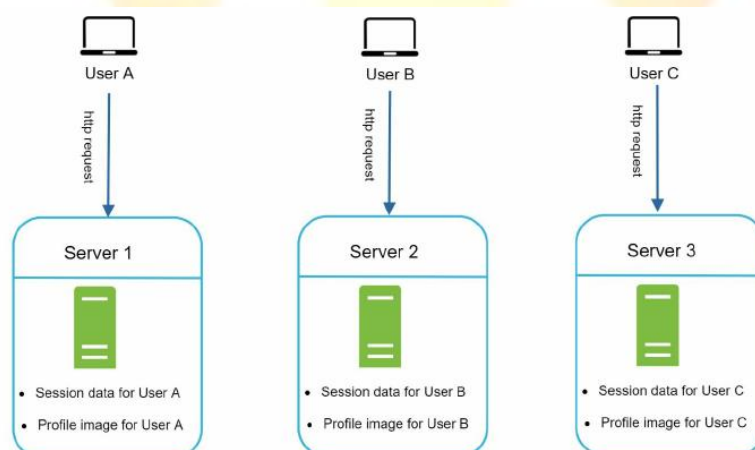 User A
User B
User C
http request
http request
http request
Server 1
Server 2
Server 3
Session data for User A
Profile image for User A
Session data for User B
Profile image for User B
Session data for User C
Profile image for User C